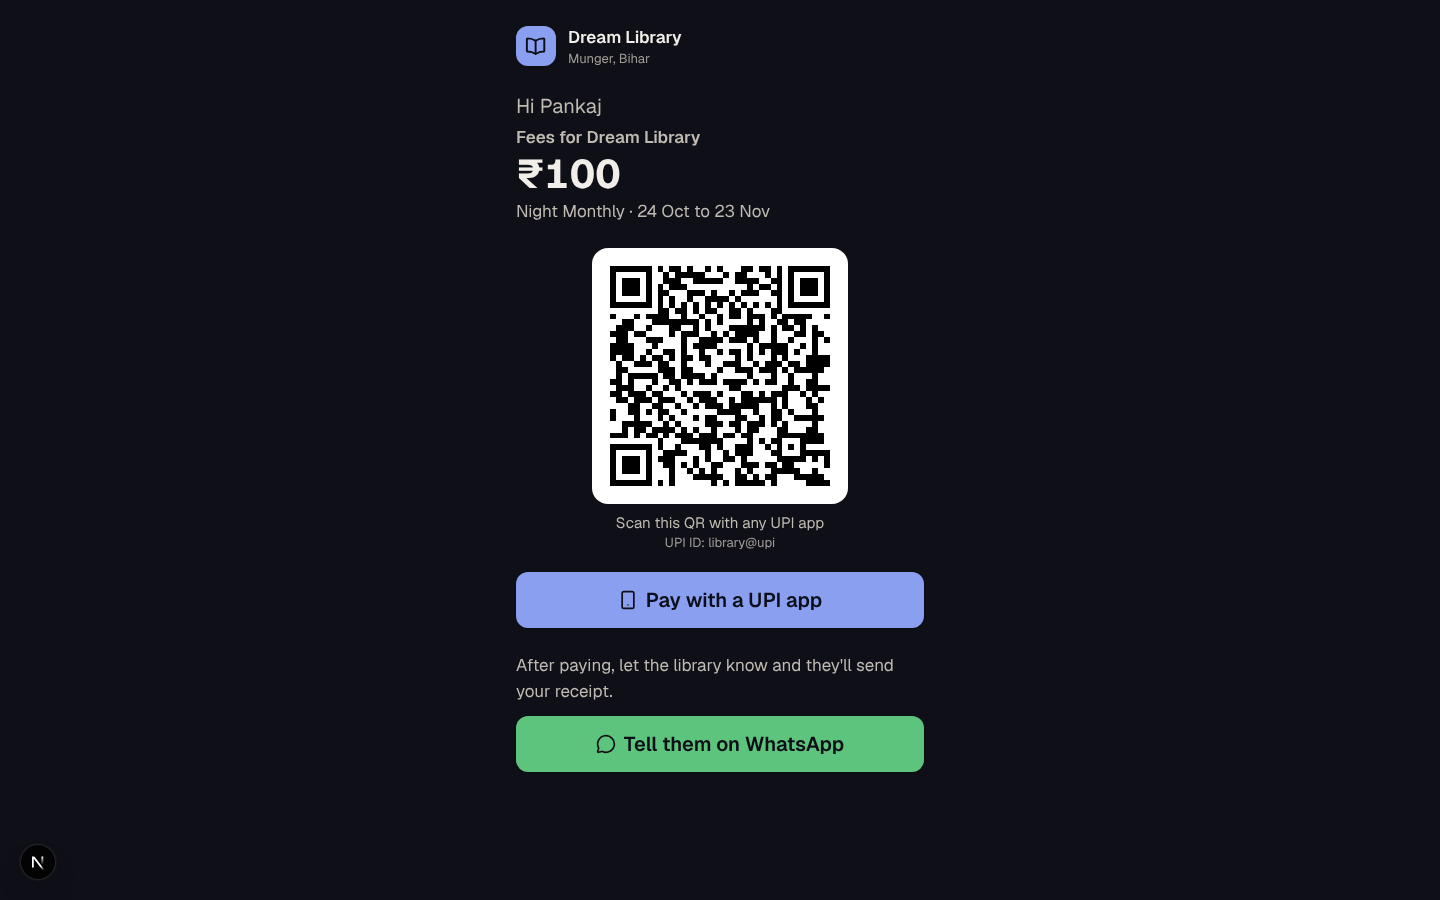 Dream Library
Munger, Bihar
Hi Pankaj
Fees for Dream Library
₹100
Night Monthly · 24 Oct to 23 Nov
Scan this QR with any UPI app
UPI ID: library@upi
Pay with a UPI app
After paying, let the library know and they'll send
your receipt.
Tell them on WhatsApp
N